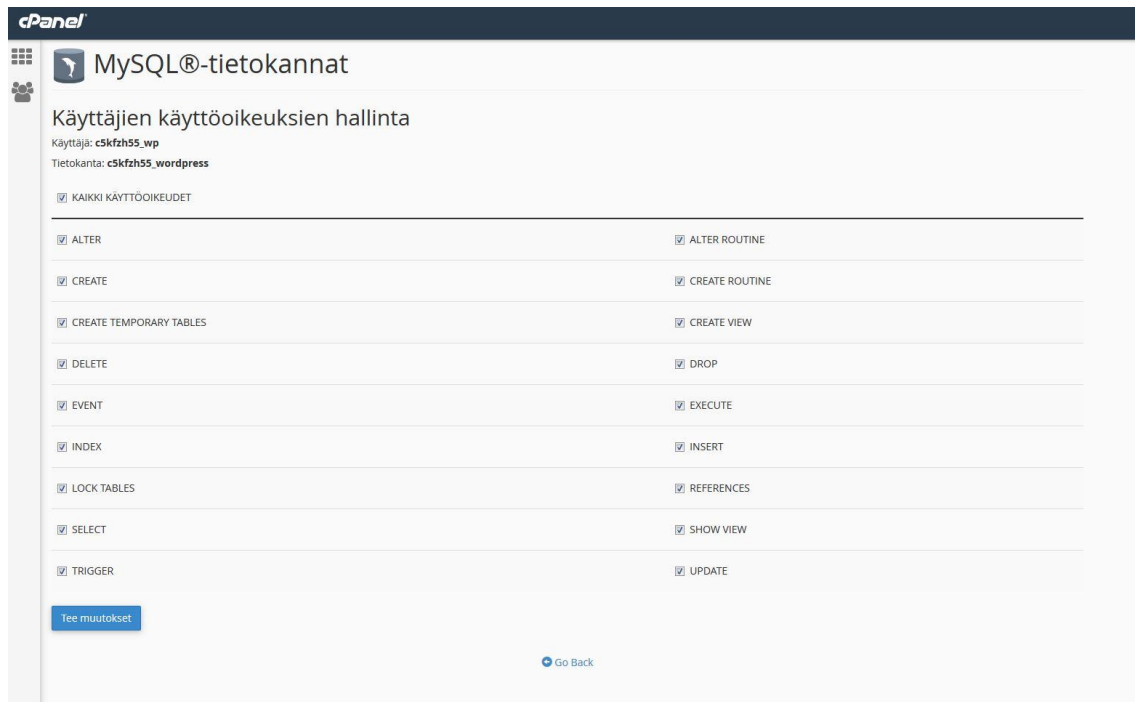 cPanel
MySQL®-tietokannat
Käyttäjien käyttöoikeuksien hallinta
Käyttäjä: c5kfzh55_wp
Tietokanta: c5kfzh55_wordpress
KAIKKI KÄYTTÖOIKEUDET
ALTER
ALTER ROUTINE
CREATE
CREATE ROUTINE
CREATE TEMPORARY TABLES
CREATE VIEW
DELETE
DROP
EVENT
EXECUTE
INDEX
INSERT
LOCK TABLES
REFERENCES
SELECT
SHOW VIEW
TRIGGER
UPDATE
Tee muutokset
Go Back